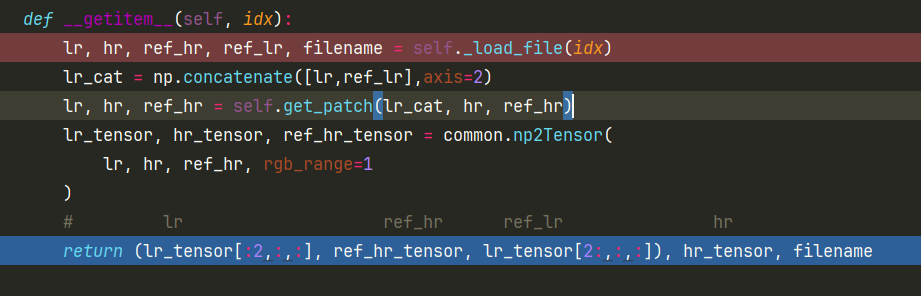 def __getitem__(self, idx):
    lr, hr, ref_hr, ref_lr, filename = self._load_file(idx)
    lr_cat = np.concatenate([lr,ref_lr],axis=2)
    lr, hr, ref_hr = self.get_patch(lr_cat, hr, ref_hr)
    lr_tensor, hr_tensor, ref_hr_tensor = common.np2Tensor(
        lr, hr, ref_hr, rgb_range=1
    )
    #         lr                    ref_hr      ref_lr               hr
    return (lr_tensor[:2,:,:], ref_hr_tensor, lr_tensor[2:,:,:]), hr_tensor, filename